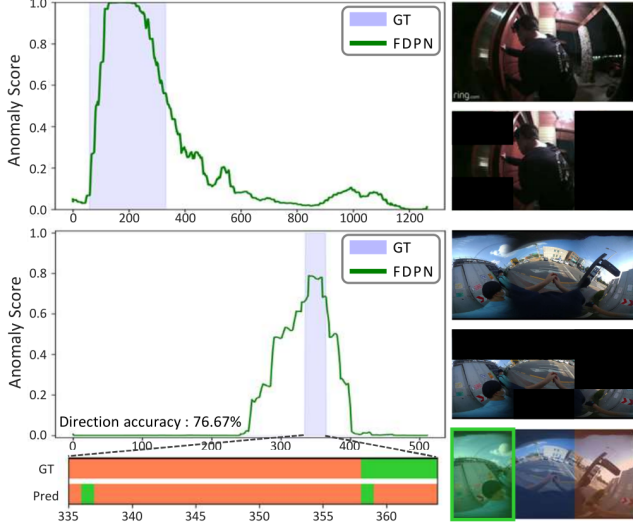 1.0
0.8
0.6
0.4
0.2
0.0
Anomaly Score
GT
FDPN
0 200 400 600 800 1000 1200
ring.com
1.0
0.8
0.6
0.4
0.2
0.0
Anomaly Score
GT
FDPN
Direction accuracy : 76.67%
0 100 200 300 400 500
GT
Pred
335 340 345 350 355 360